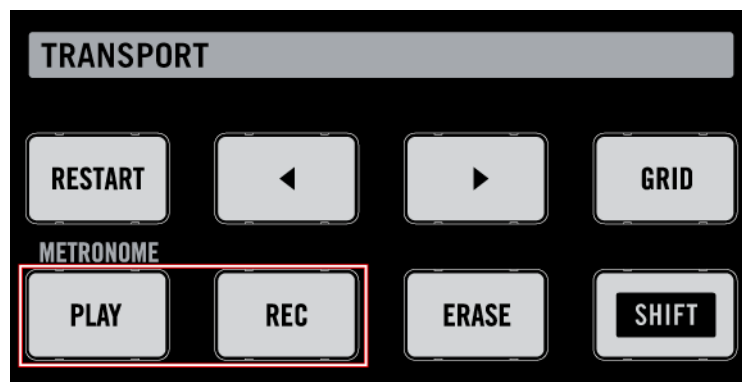 TRANSPORT
RESTART ◀ ▶ GRID
METRONOME
PLAY REC ERASE SHIFT